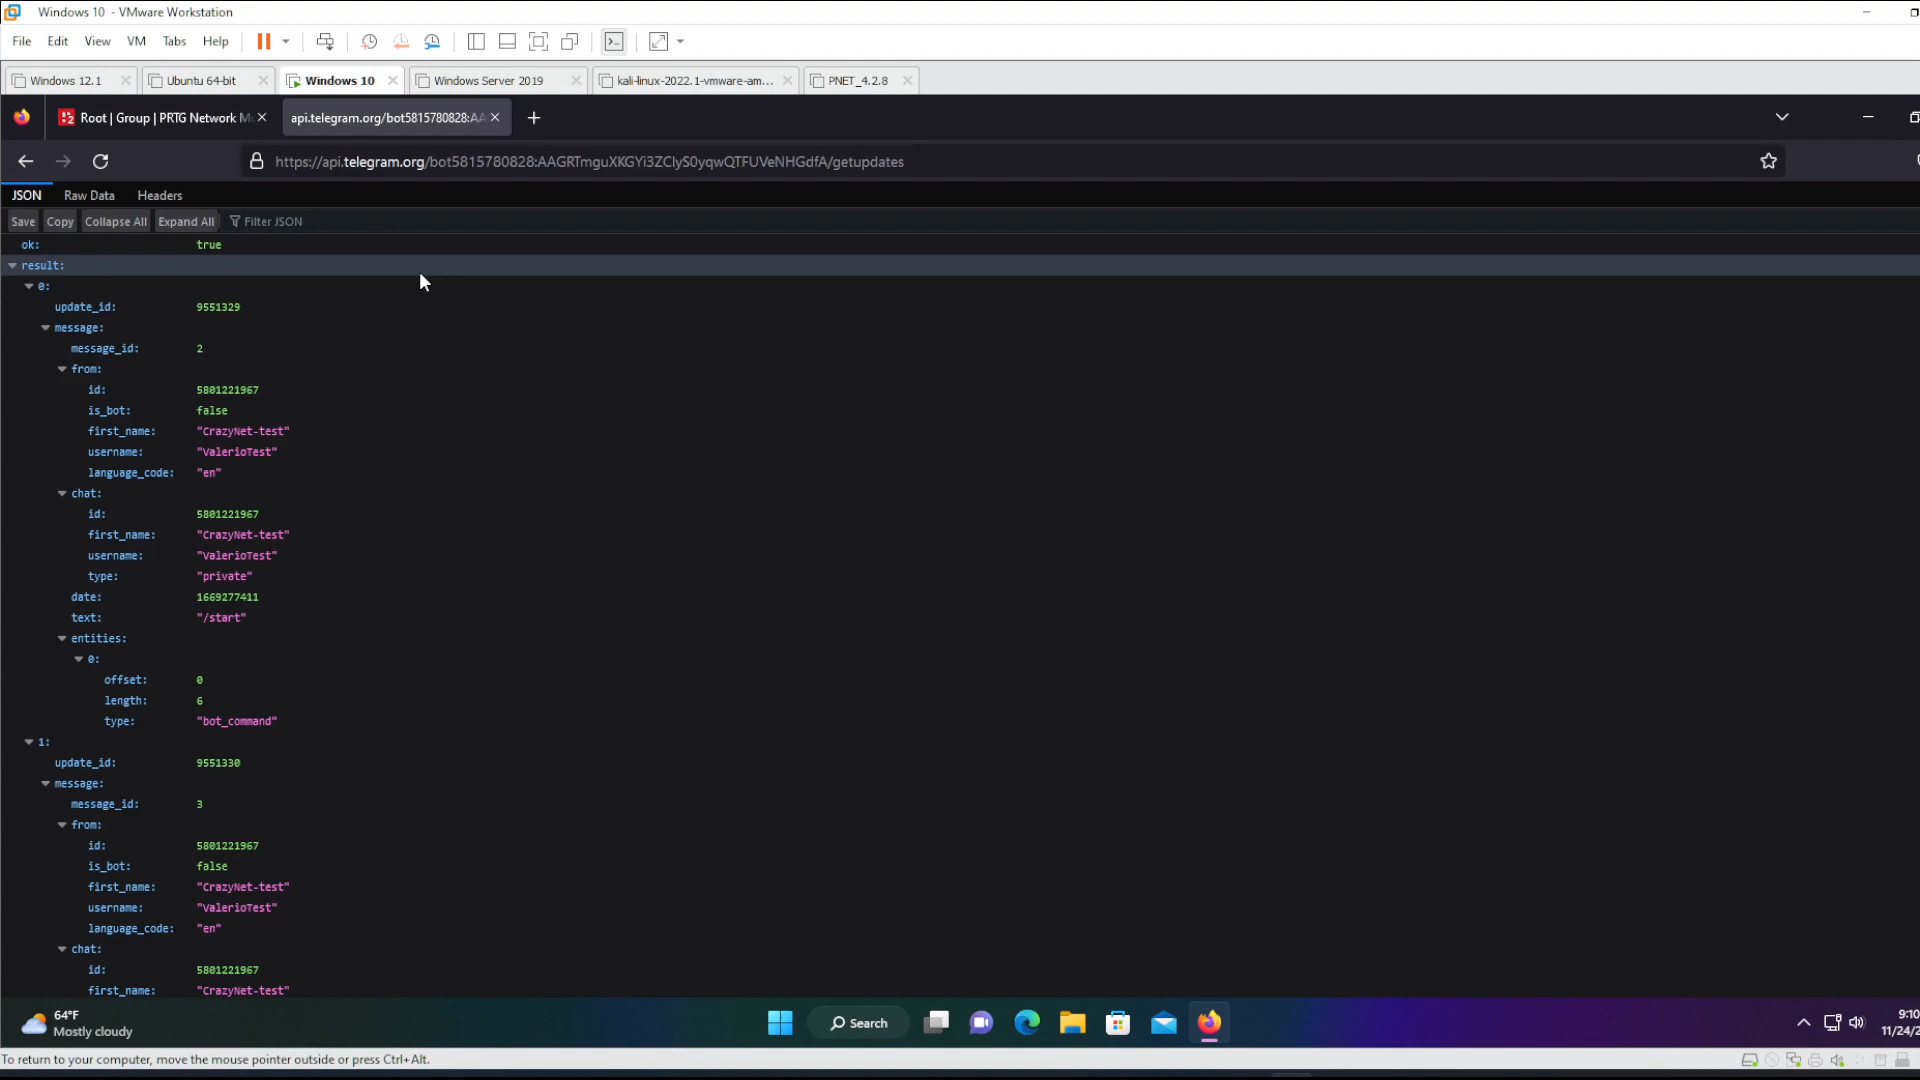 Windows 10 - VMware Workstation
File Edit View VM Tabs Help
Windows 12.1 Ubuntu 64-bit Windows 10 Windows Server 2019 kali-linux-2022.1-vmware-am... PNET_4.2.8
Root | Group | PRTG Network M api.telegram.org/bot5815780828:AA
https://api.telegram.org/bot5815780828:AAGRTmguXKGYi3ZClyS0yqwQTFUVeNHGdfA/getupdates
JSON Raw Data Headers
Save Copy Collapse All Expand All Filter JSON
ok: true
result:
0:
update_id: 9551329
message:
message_id: 2
from:
id: 5801221967
is_bot: false
first_name: "CrazyNet-test"
username: "ValerioTest"
language_code: "en"
chat:
id: 5801221967
first_name: "CrazyNet-test"
username: "ValerioTest"
type: "private"
date: 1669277411
text: "/start"
entities:
0:
offset: 0
length: 6
type: "bot_command"
1:
update_id: 9551330
message:
message_id: 3
from:
id: 5801221967
is_bot: false
first_name: "CrazyNet-test"
username: "ValerioTest"
language_code: "en"
chat:
id: 5801221967
first_name: "CrazyNet-test"
64°F
Mostly cloudy
Search
9:10
11/24/2
To return to your computer, move the mouse pointer outside or press Ctrl+Alt.